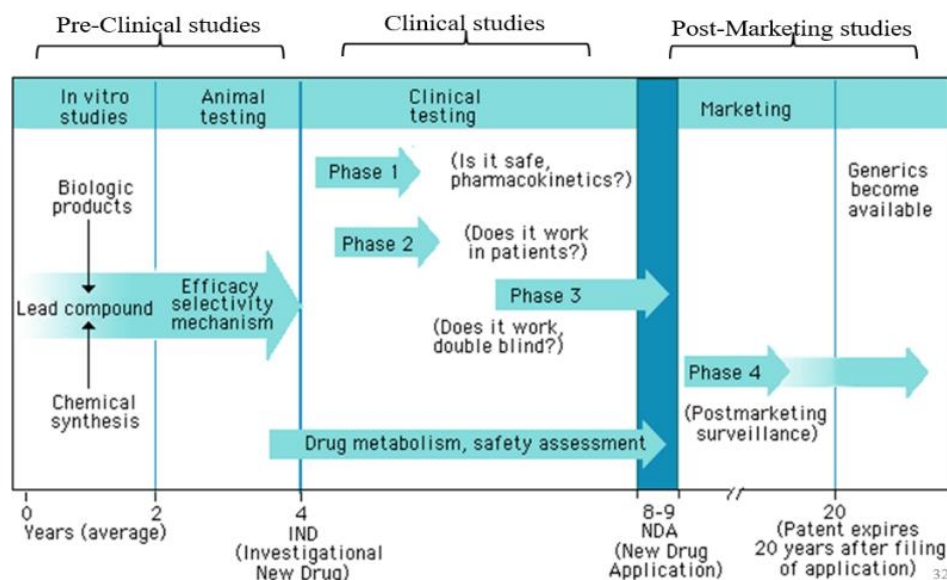 Pre-Clinical studies
Clinical studies
Post-Marketing studies
In vitro
studies
Animal
testing
Clinical
testing
Marketing
Biologic
products
Lead compound
Chemical
synthesis
Efficacy
selectivity
mechanism
Phase 1
(Is it safe,
pharmacokinetics?)
Phase 2
(Does it work
in patients?)
Phase 3
(Does it work,
double blind?)
Generics
become
available
Phase 4
(Postmarketing
surveillance)
Drug metabolism, safety assessment
0
Years (average)
2
4
IND
(Investigational
New Drug)
8-9
NDA
(New Drug
Application)
20
(Patent expires
20 years after filing
of application)
32